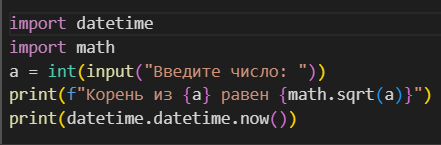 import datetime
import math
a = int(input("Введите число: "))
print(f"Корень из {a} равен {math.sqrt(a)}")
print(datetime.datetime.now())